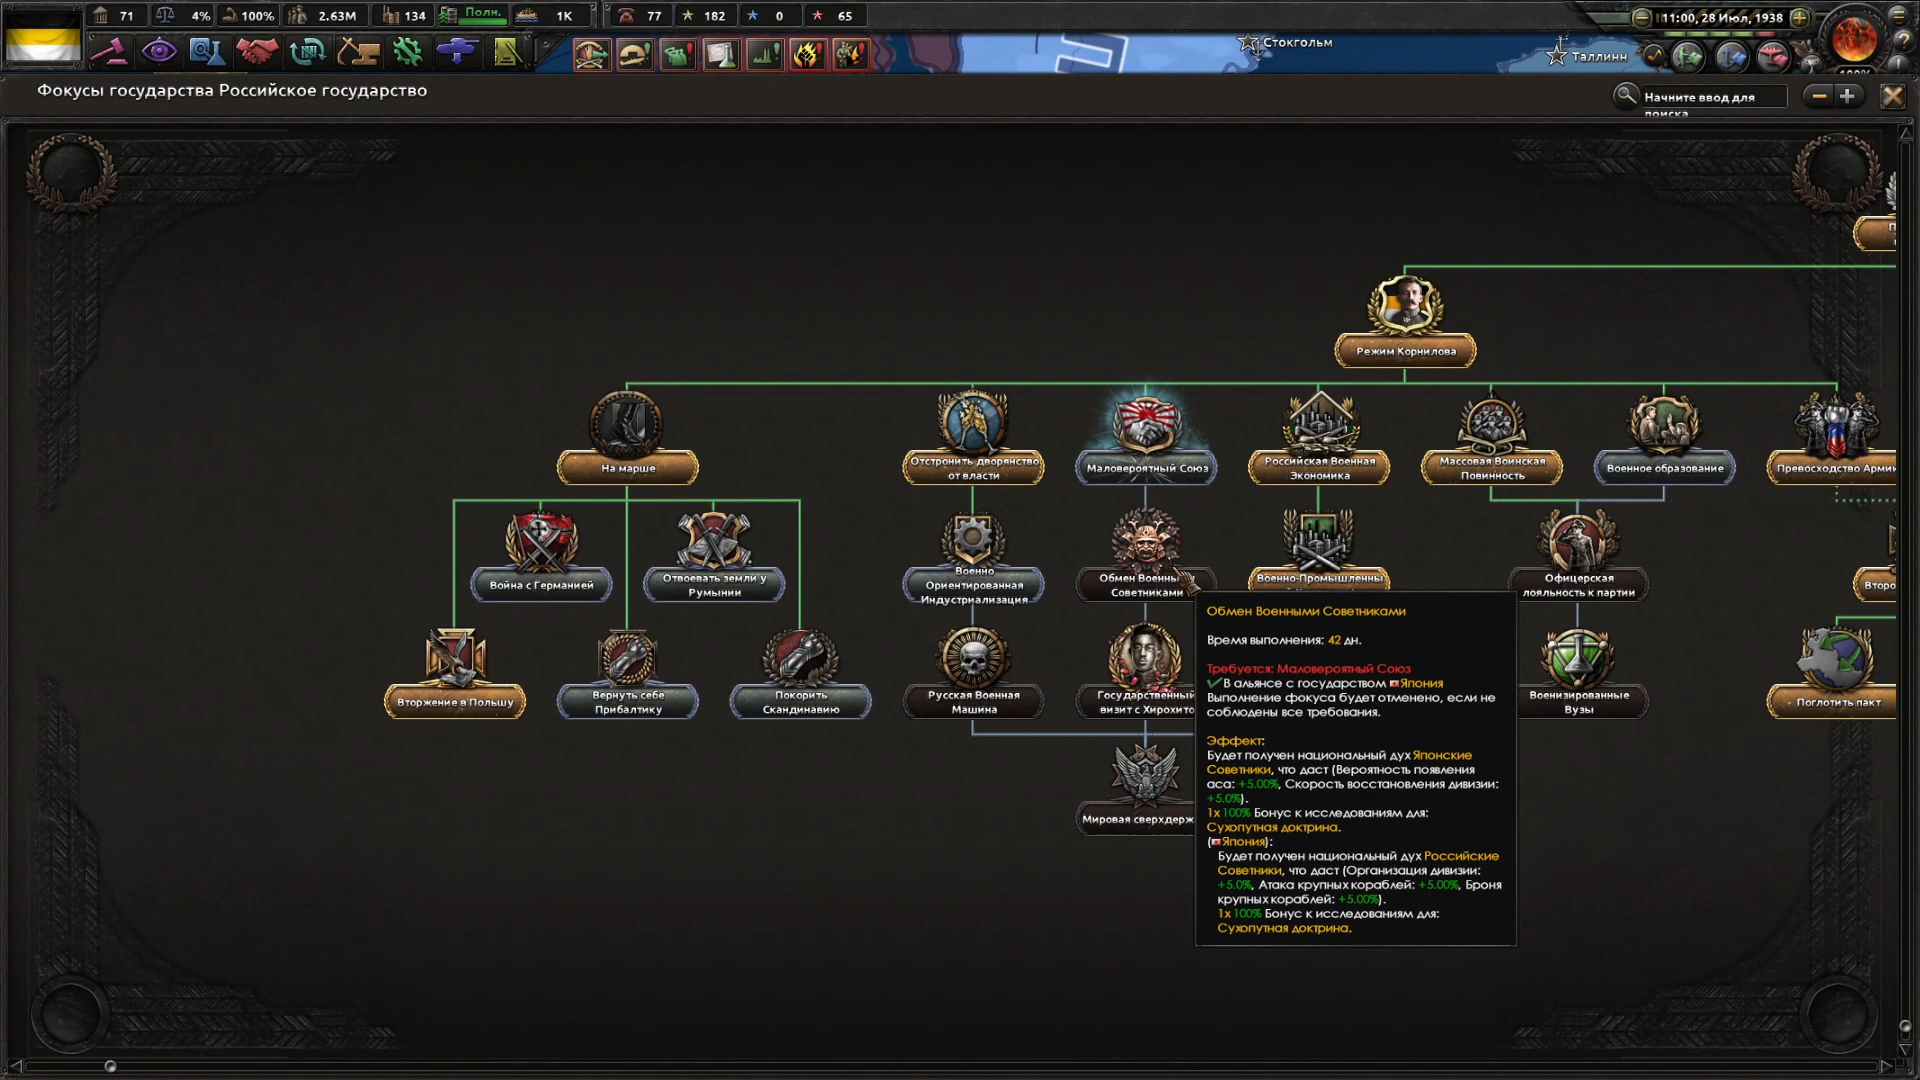 71
4%
100%
2.63M
134
Полн.
1K
77
182
0
65
Стокгольм
Таллинн
11:00, 28 Июл, 1938
100%
Фокусы государства Российское государство
Начните ввод для
поиска
Режим Корнилова
На марше
Отстронить дворянство
от власти
Маловероятный Союз
Российская Военная
Экономика
Массовая Воинская
Повинность
Военное образование
Превосходство Армии
Война с Германией
Отвоевать земли у
Румынии
Военно
Ориентированная
Индустриализация
Обмен Военны
Советниками
Военно-Промышленны
Офицерская
лояльность к партии
Второ
Вторжение в Польшу
Вернуть себе
Прибалтику
Покорить
Скандинавию
Русская Военная
Машина
Государственный
визит с Хирохито
Военизированные
Вузы
Поглотить пакт
Мировая сверхдерж
Обмен Военными Советниками
Время выполнения: 42 дн.
Требуется: Маловероятный Союз
В альянсе с государством Япония
Выполнение фокуса будет отменено, если не
соблюдены все требования.
Эффект:
Будет получен национальный дух Японские
Советники, что даст (Вероятность появления
аса: +5.00%, Скорость восстановления дивизии:
+5.0%).
1x 100% Бонус к исследованиям для:
Сухопутная доктрина.
(Япония):
Будет получен национальный дух Российские
Советники, что даст (Организация дивизии:
+5.0%, Атака крупных кораблей: +5.00%, Броня
крупных кораблей: +5.00%).
1x 100% Бонус к исследованиям для:
Сухопутная доктрина.